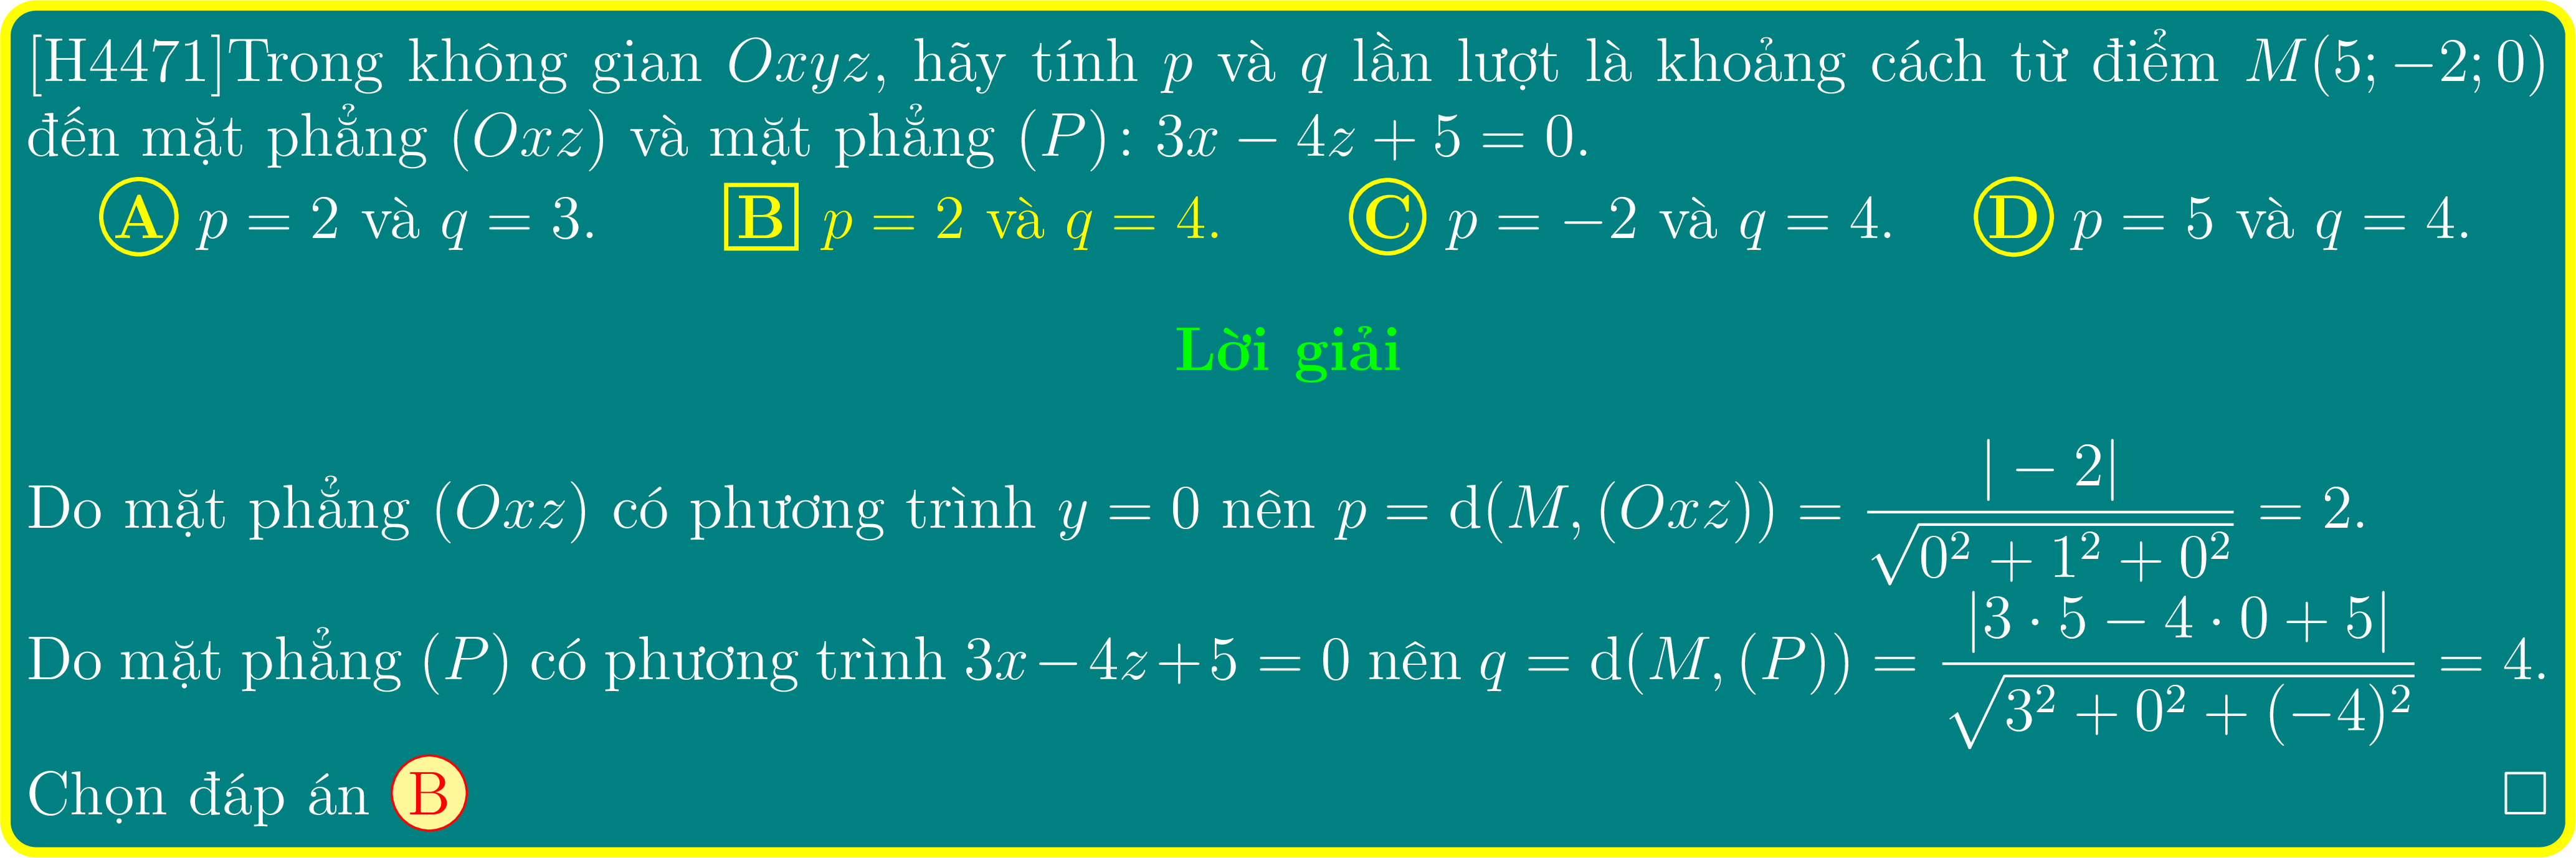 [H4471]Trong không gian Oxyz, hãy tính p và q lần lượt là khoảng cách từ điểm M(5; −2; 0)
đến mặt phẳng (Oxz) và mặt phẳng (P): 3x − 4z + 5 = 0.
A p = 2 và q = 3. B p = 2 và q = 4. C p = −2 và q = 4. D p = 5 và q = 4.
Lời giải
Do mặt phẳng (Oxz) có phương trình y = 0 nên p = d(M, (Oxz)) = \frac{|−2|}{\sqrt{0^2 + 1^2 + 0^2}} = 2.
Do mặt phẳng (P) có phương trình 3x − 4z + 5 = 0 nên q = d(M, (P)) = \frac{|3 · 5 − 4 · 0 + 5|}{\sqrt{3^2 + 0^2 + (−4)^2}} = 4.
Chọn đáp án B □